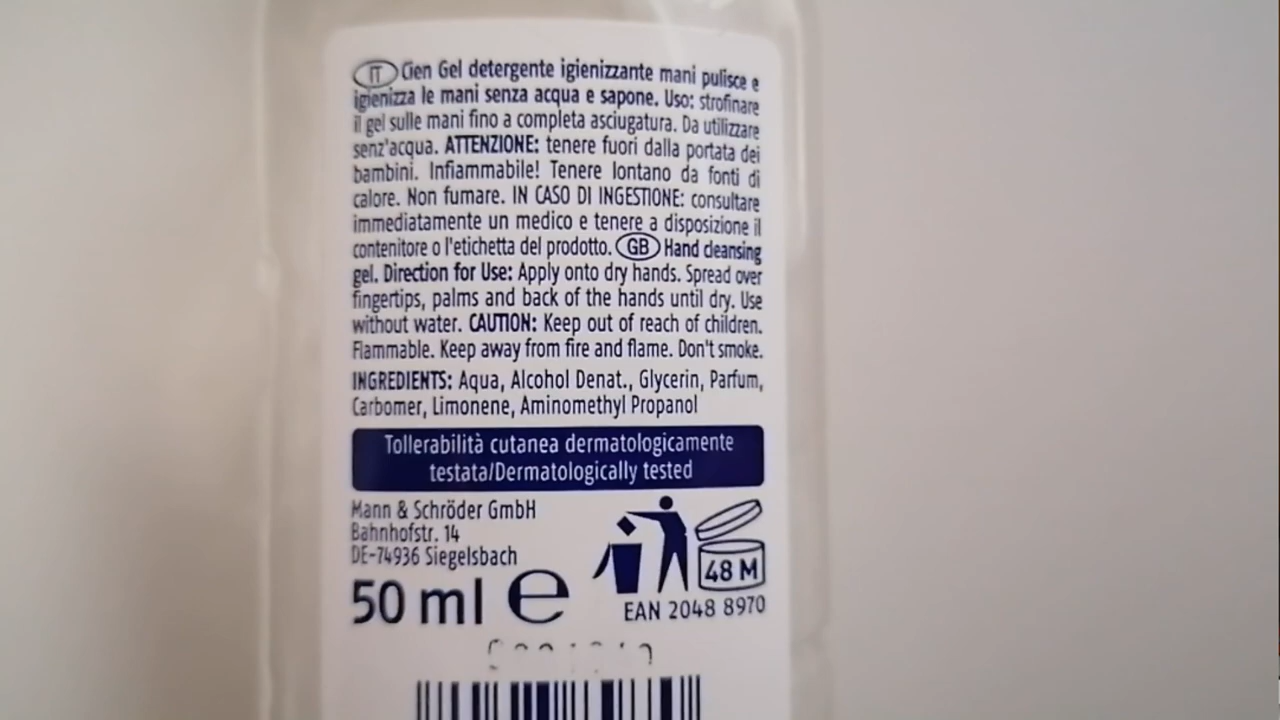 IT Cien Gel detergente igienizzante mani pulisce e
igienizza le mani senza acqua e sapone. Uso: strofinare
il gel sulle mani fino a completa asciugatura. Da utilizzare
senz'acqua. ATTENZIONE: tenere fuori dalla portata dei
bambini. Infiammabile! Tenere lontano da fonti di
calore. Non fumare. IN CASO DI INGESTIONE: consultare
immediatamente un medico e tenere a disposizione il
contenitore o l'etichetta del prodotto. GB Hand cleansing
gel. Direction for Use: Apply onto dry hands. Spread over
fingertips, palms and back of the hands until dry. Use
without water. CAUTION: Keep out of reach of children.
Flammable. Keep away from fire and flame. Don't smoke.
INGREDIENTS: Aqua, Alcohol Denat., Glycerin, Parfum,
Carbomer, Limonene, Aminomethyl Propanol
Tollerabilità cutanea dermatologicamente
testata/Dermatologically tested
Mann & Schröder GmbH
Bahnhofstr. 14
DE-74936 Siegelsbach
50 ml e
48 M
EAN 2048 8970